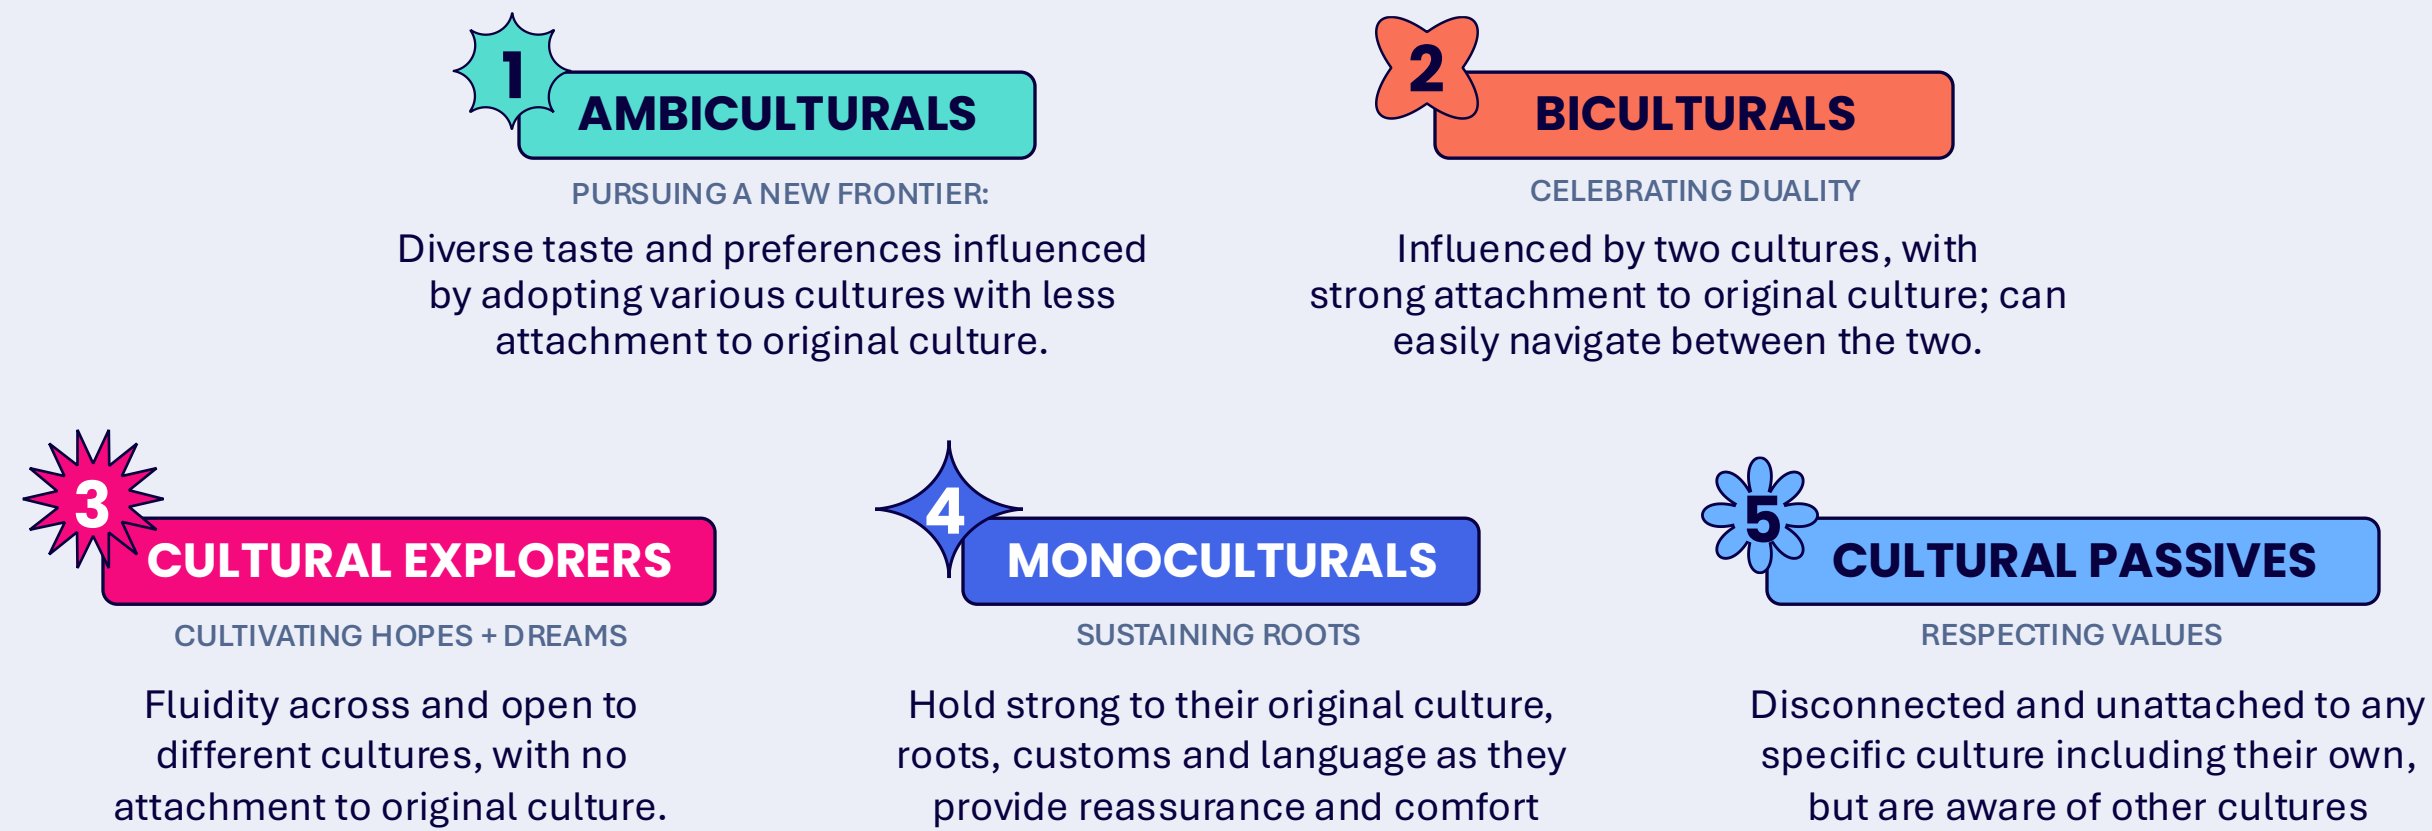 1
AMBICULTURALS
PURSUING A NEW FRONTIER:
Diverse taste and preferences influenced
by adopting various cultures with less
attachment to original culture.
2
BICULTURALS
CELEBRATING DUALITY
Influenced by two cultures, with
strong attachment to original culture; can
easily navigate between the two.
3
CULTURAL EXPLORERS
CULTIVATING HOPES + DREAMS
Fluidity across and open to
different cultures, with no
attachment to original culture.
4
MONOCULTURALS
SUSTAINING ROOTS
Hold strong to their original culture,
roots, customs and language as they
provide reassurance and comfort
5
CULTURAL PASSIVES
RESPECTING VALUES
Disconnected and unattached to any
specific culture including their own,
but are aware of other cultures